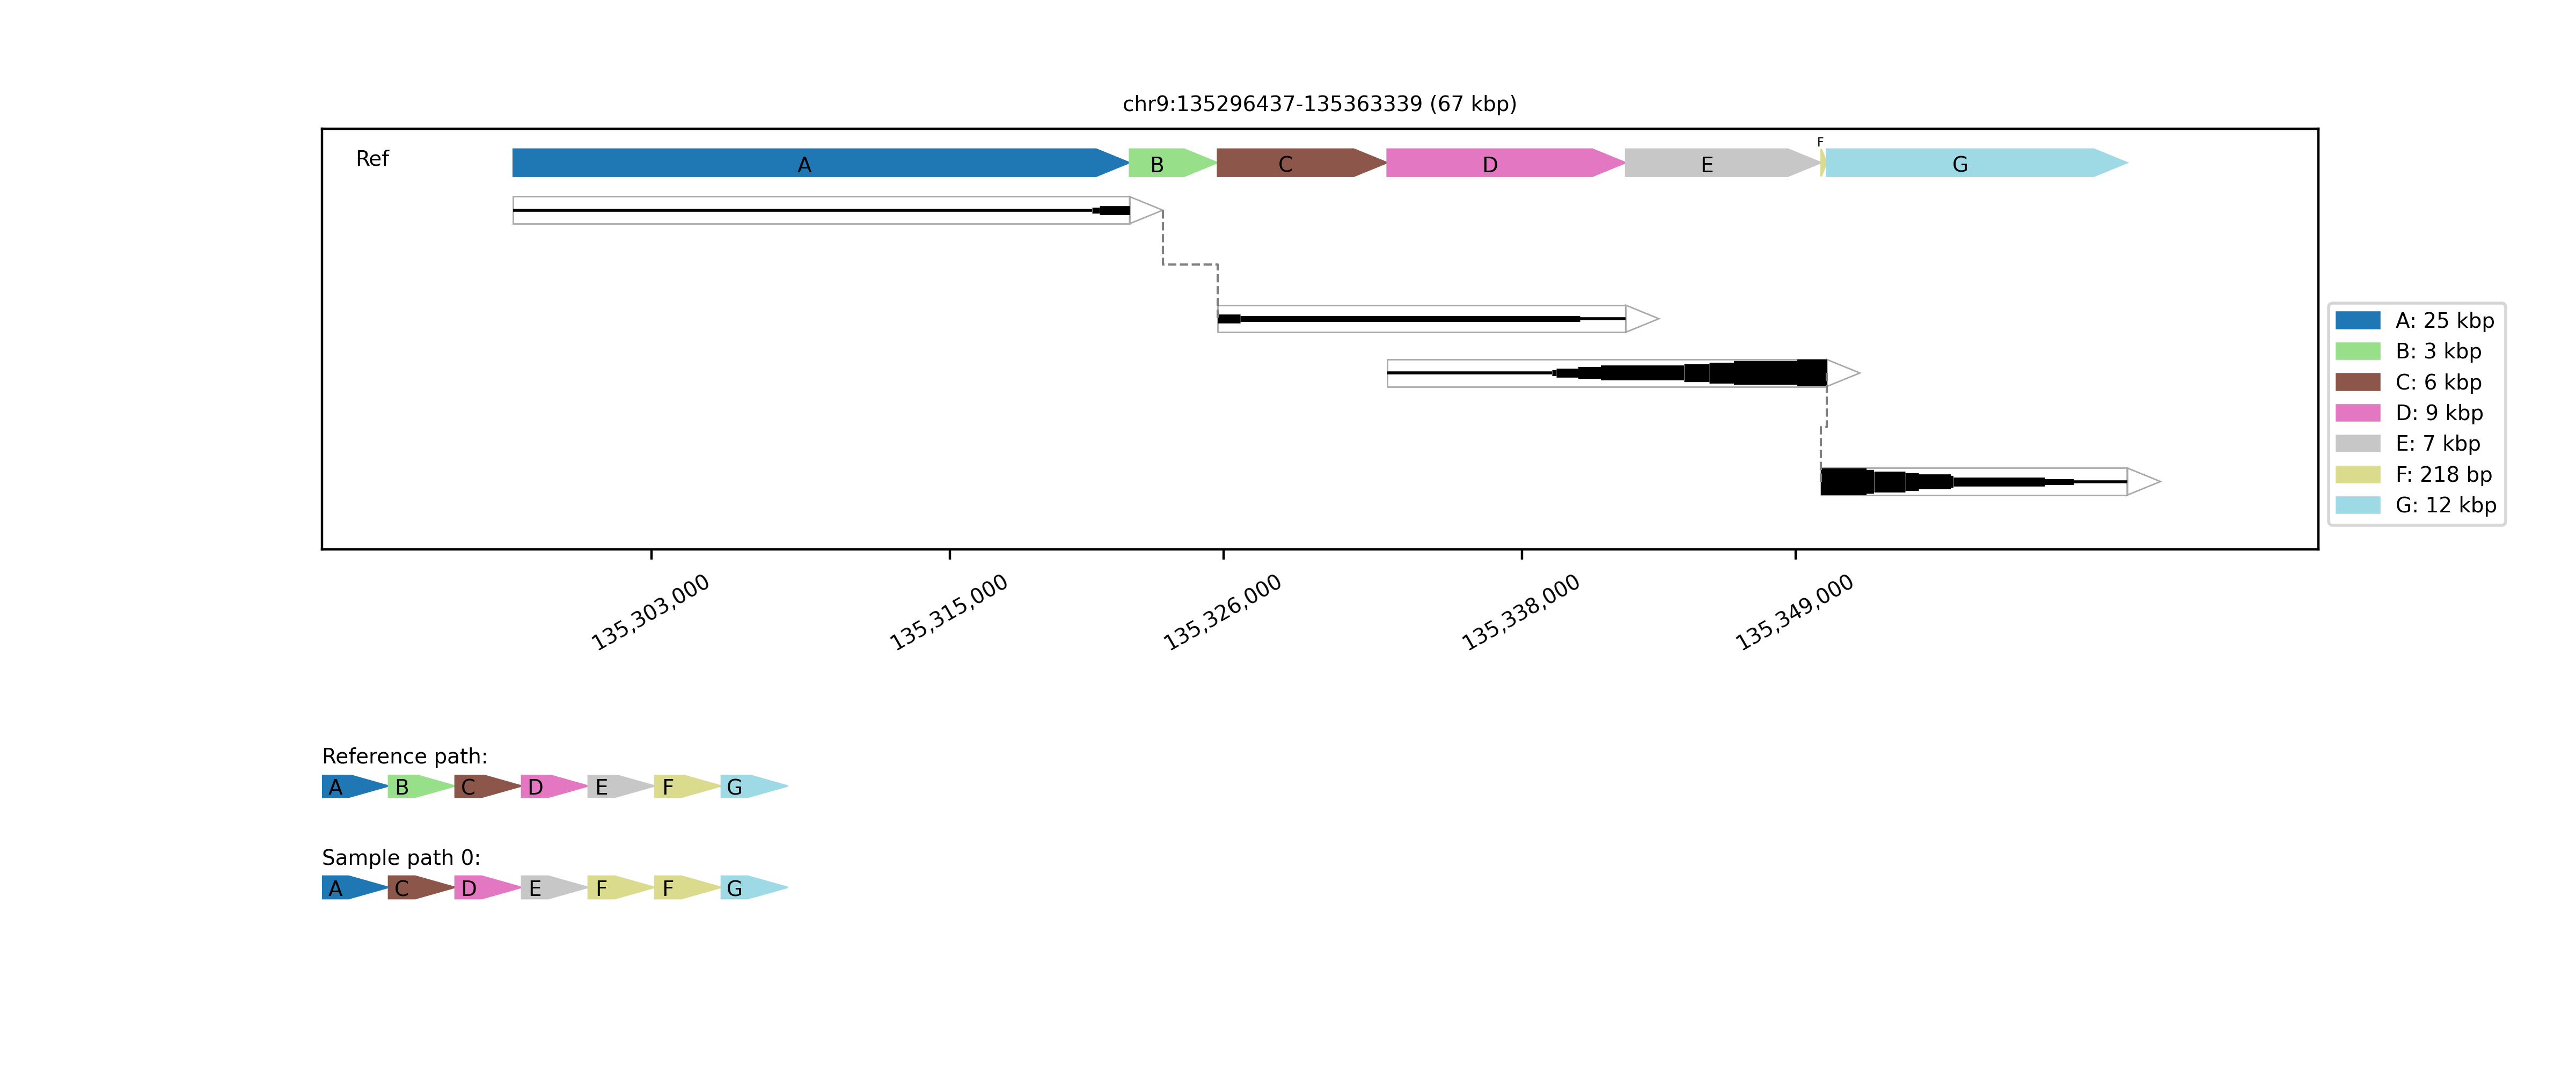 chr9:135296437-135363339 (67 kbp)
Ref
A
B
C
D
E
F
G
A: 25 kbp
B: 3 kbp
C: 6 kbp
D: 9 kbp
E: 7 kbp
F: 218 bp
G: 12 kbp
135,303,000
135,315,000
135,326,000
135,338,000
135,349,000
Reference path:
A B C D E F G
Sample path 0:
A C D E F F G